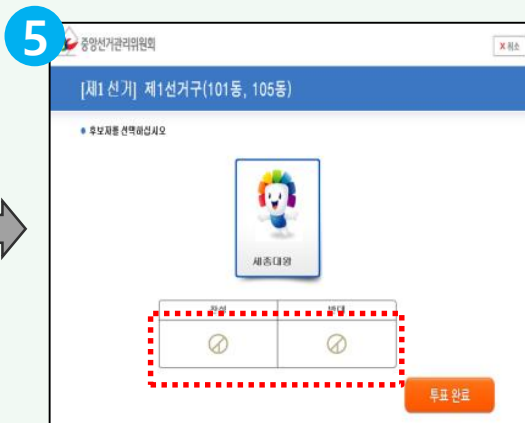 5
중앙선거관리위원회
X 취소
[제1 선거] 제1선거구(101동, 105동)
후보자를 선택하십시오
세종대왕
찬성 반대
투표 완료